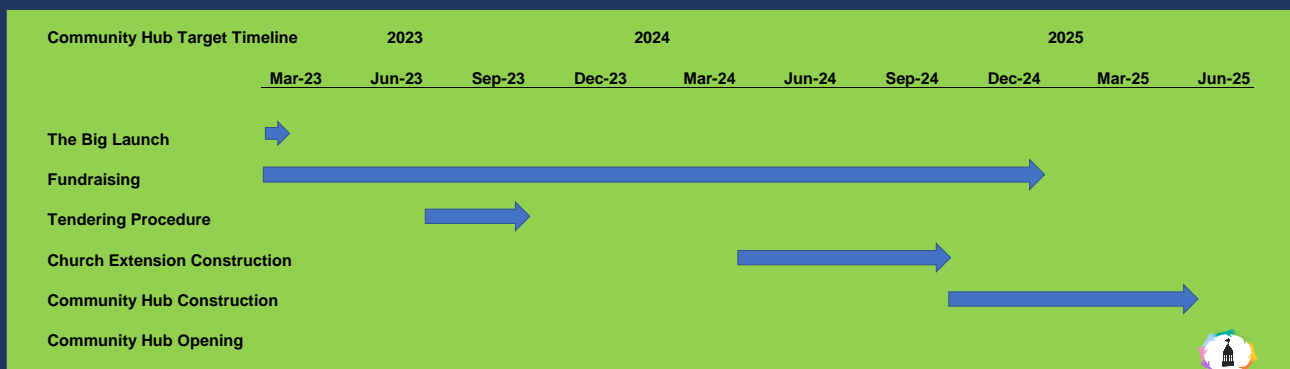 Community Hub Target Timeline 2023 2024 2025
Mar-23 Jun-23 Sep-23 Dec-23 Mar-24 Jun-24 Sep-24 Dec-24 Mar-25 Jun-25
The Big Launch
Fundraising
Tendering Procedure
Church Extension Construction
Community Hub Construction
Community Hub Opening